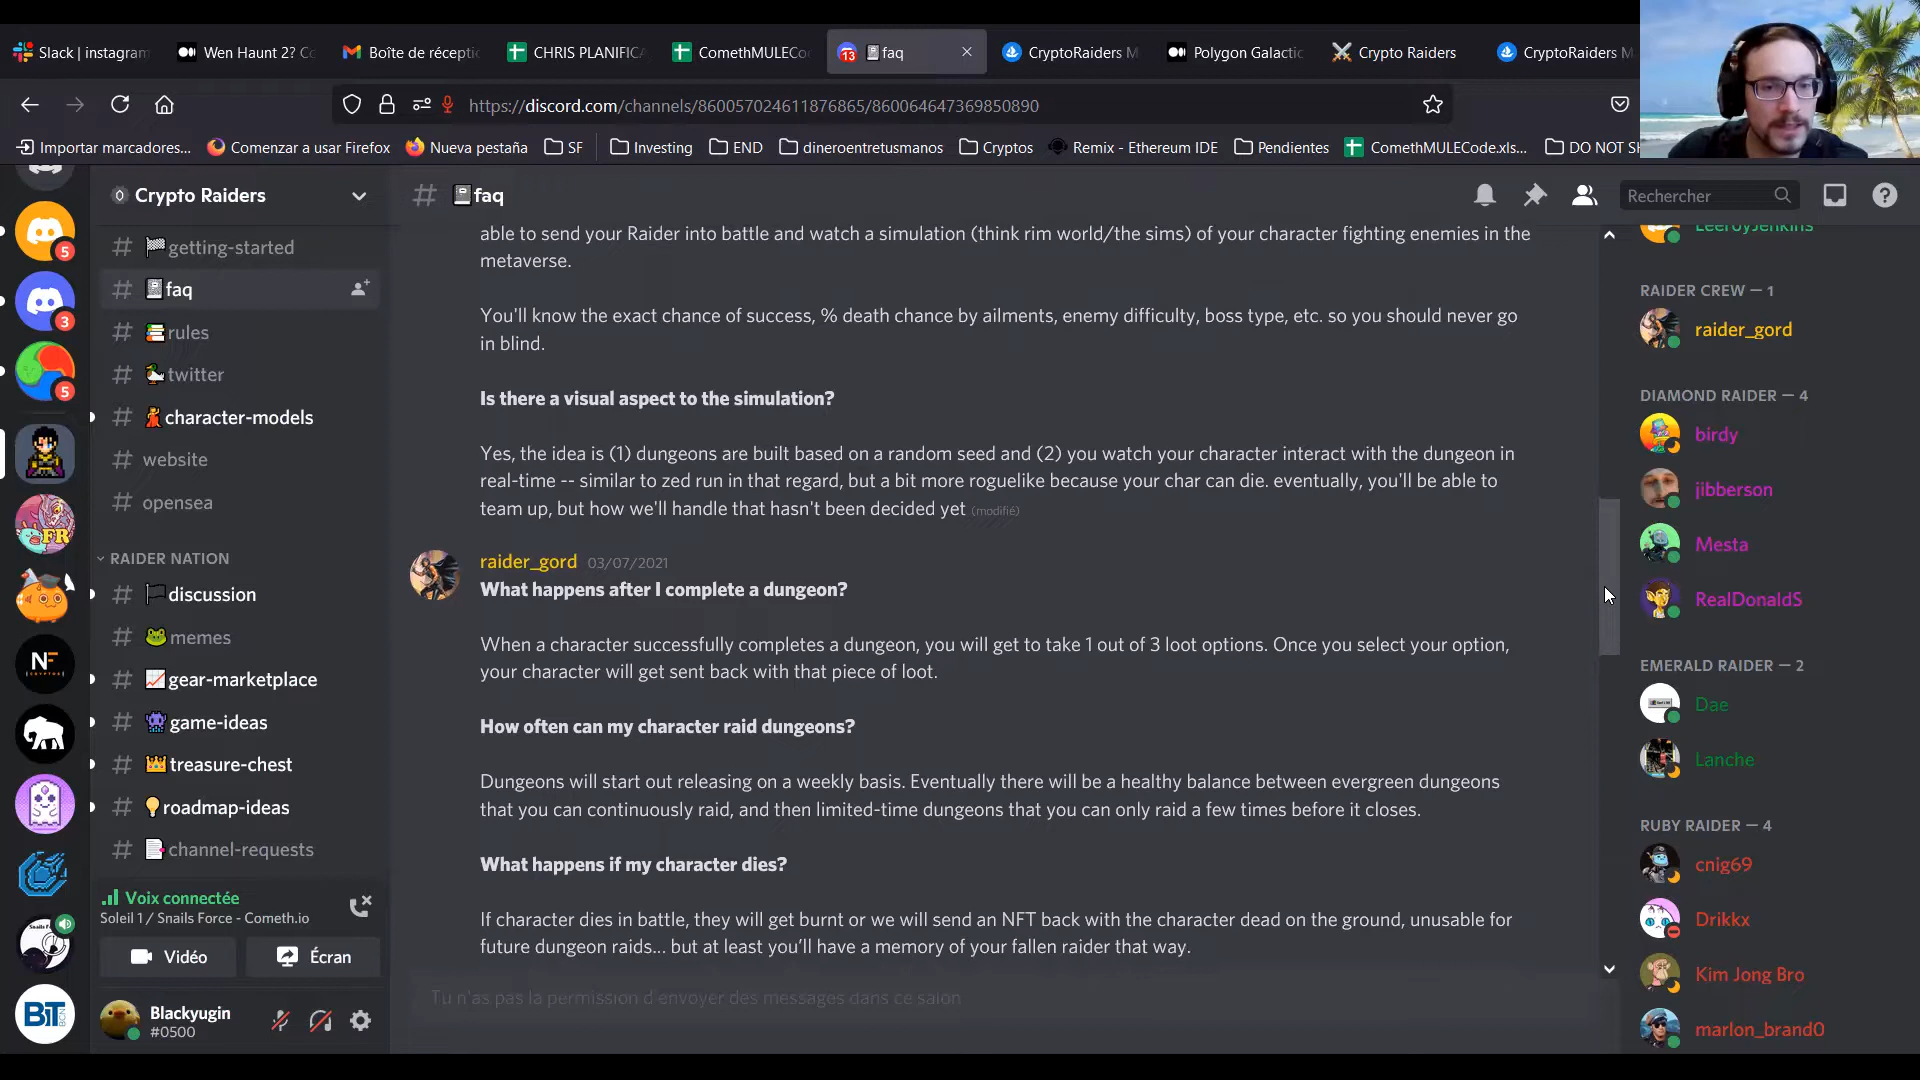 Slack | instagram
Wen Haunt 2? Co
Boîte de récepti
CHRIS PLANIFICA
ComethMULECo
13
faq
CryptoRaiders M
Polygon Galactic
Crypto Raiders
CryptoRaiders M
https://discord.com/channels/860057024611876865/860064647369850890
Importar marcadores...
Comenzar a usar Firefox
Nueva pestaña
SF
Investing
END
dineroentretusmanos
Cryptos
Remix - Ethereum IDE
Pendientes
ComethMULECode.xls...
DO NOT SH
Crypto Raiders
# faq
Rechercher
5
3
5
FR
NF
BIT
BCN
# getting-started
# faq
# rules
# twitter
# character-models
# website
# opensea
RAIDER NATION
# discussion
# memes
# gear-marketplace
# game-ideas
# treasure-chest
# roadmap-ideas
# channel-requests
Voix connectée
Soleil 1 / Snails Force - Cometh.io
Vidéo
Écran
Blackyugin
#0500
able to send your Raider into battle and watch a simulation (think rim world/the sims) of your character fighting enemies in the
metaverse.
You'll know the exact chance of success, % death chance by ailments, enemy difficulty, boss type, etc. so you should never go
in blind.
Is there a visual aspect to the simulation?
Yes, the idea is (1) dungeons are built based on a random seed and (2) you watch your character interact with the dungeon in
real-time -- similar to zed run in that regard, but a bit more roguelike because your char can die. eventually, you'll be able to
team up, but how we'll handle that hasn't been decided yet (modifié)
raider_gord 03/07/2021
What happens after I complete a dungeon?
When a character successfully completes a dungeon, you will get to take 1 out of 3 loot options. Once you select your option,
your character will get sent back with that piece of loot.
How often can my character raid dungeons?
Dungeons will start out releasing on a weekly basis. Eventually there will be a healthy balance between evergreen dungeons
that you can continuously raid, and then limited-time dungeons that you can only raid a few times before it closes.
What happens if my character dies?
If character dies in battle, they will get burnt or we will send an NFT back with the character dead on the ground, unusable for
future dungeon raids... but at least you'll have a memory of your fallen raider that way.
Tu n'as pas la permission d'envoyer des messages dans ce salon
LeeroyJenkins
RAIDER CREW — 1
raider_gord
DIAMOND RAIDER — 4
birdy
jibberson
Mesta
RealDonaldS
EMERALD RAIDER — 2
Dae
Lanche
RUBY RAIDER — 4
cnig69
Drikkx
Kim Jong Bro
marlon_brand0